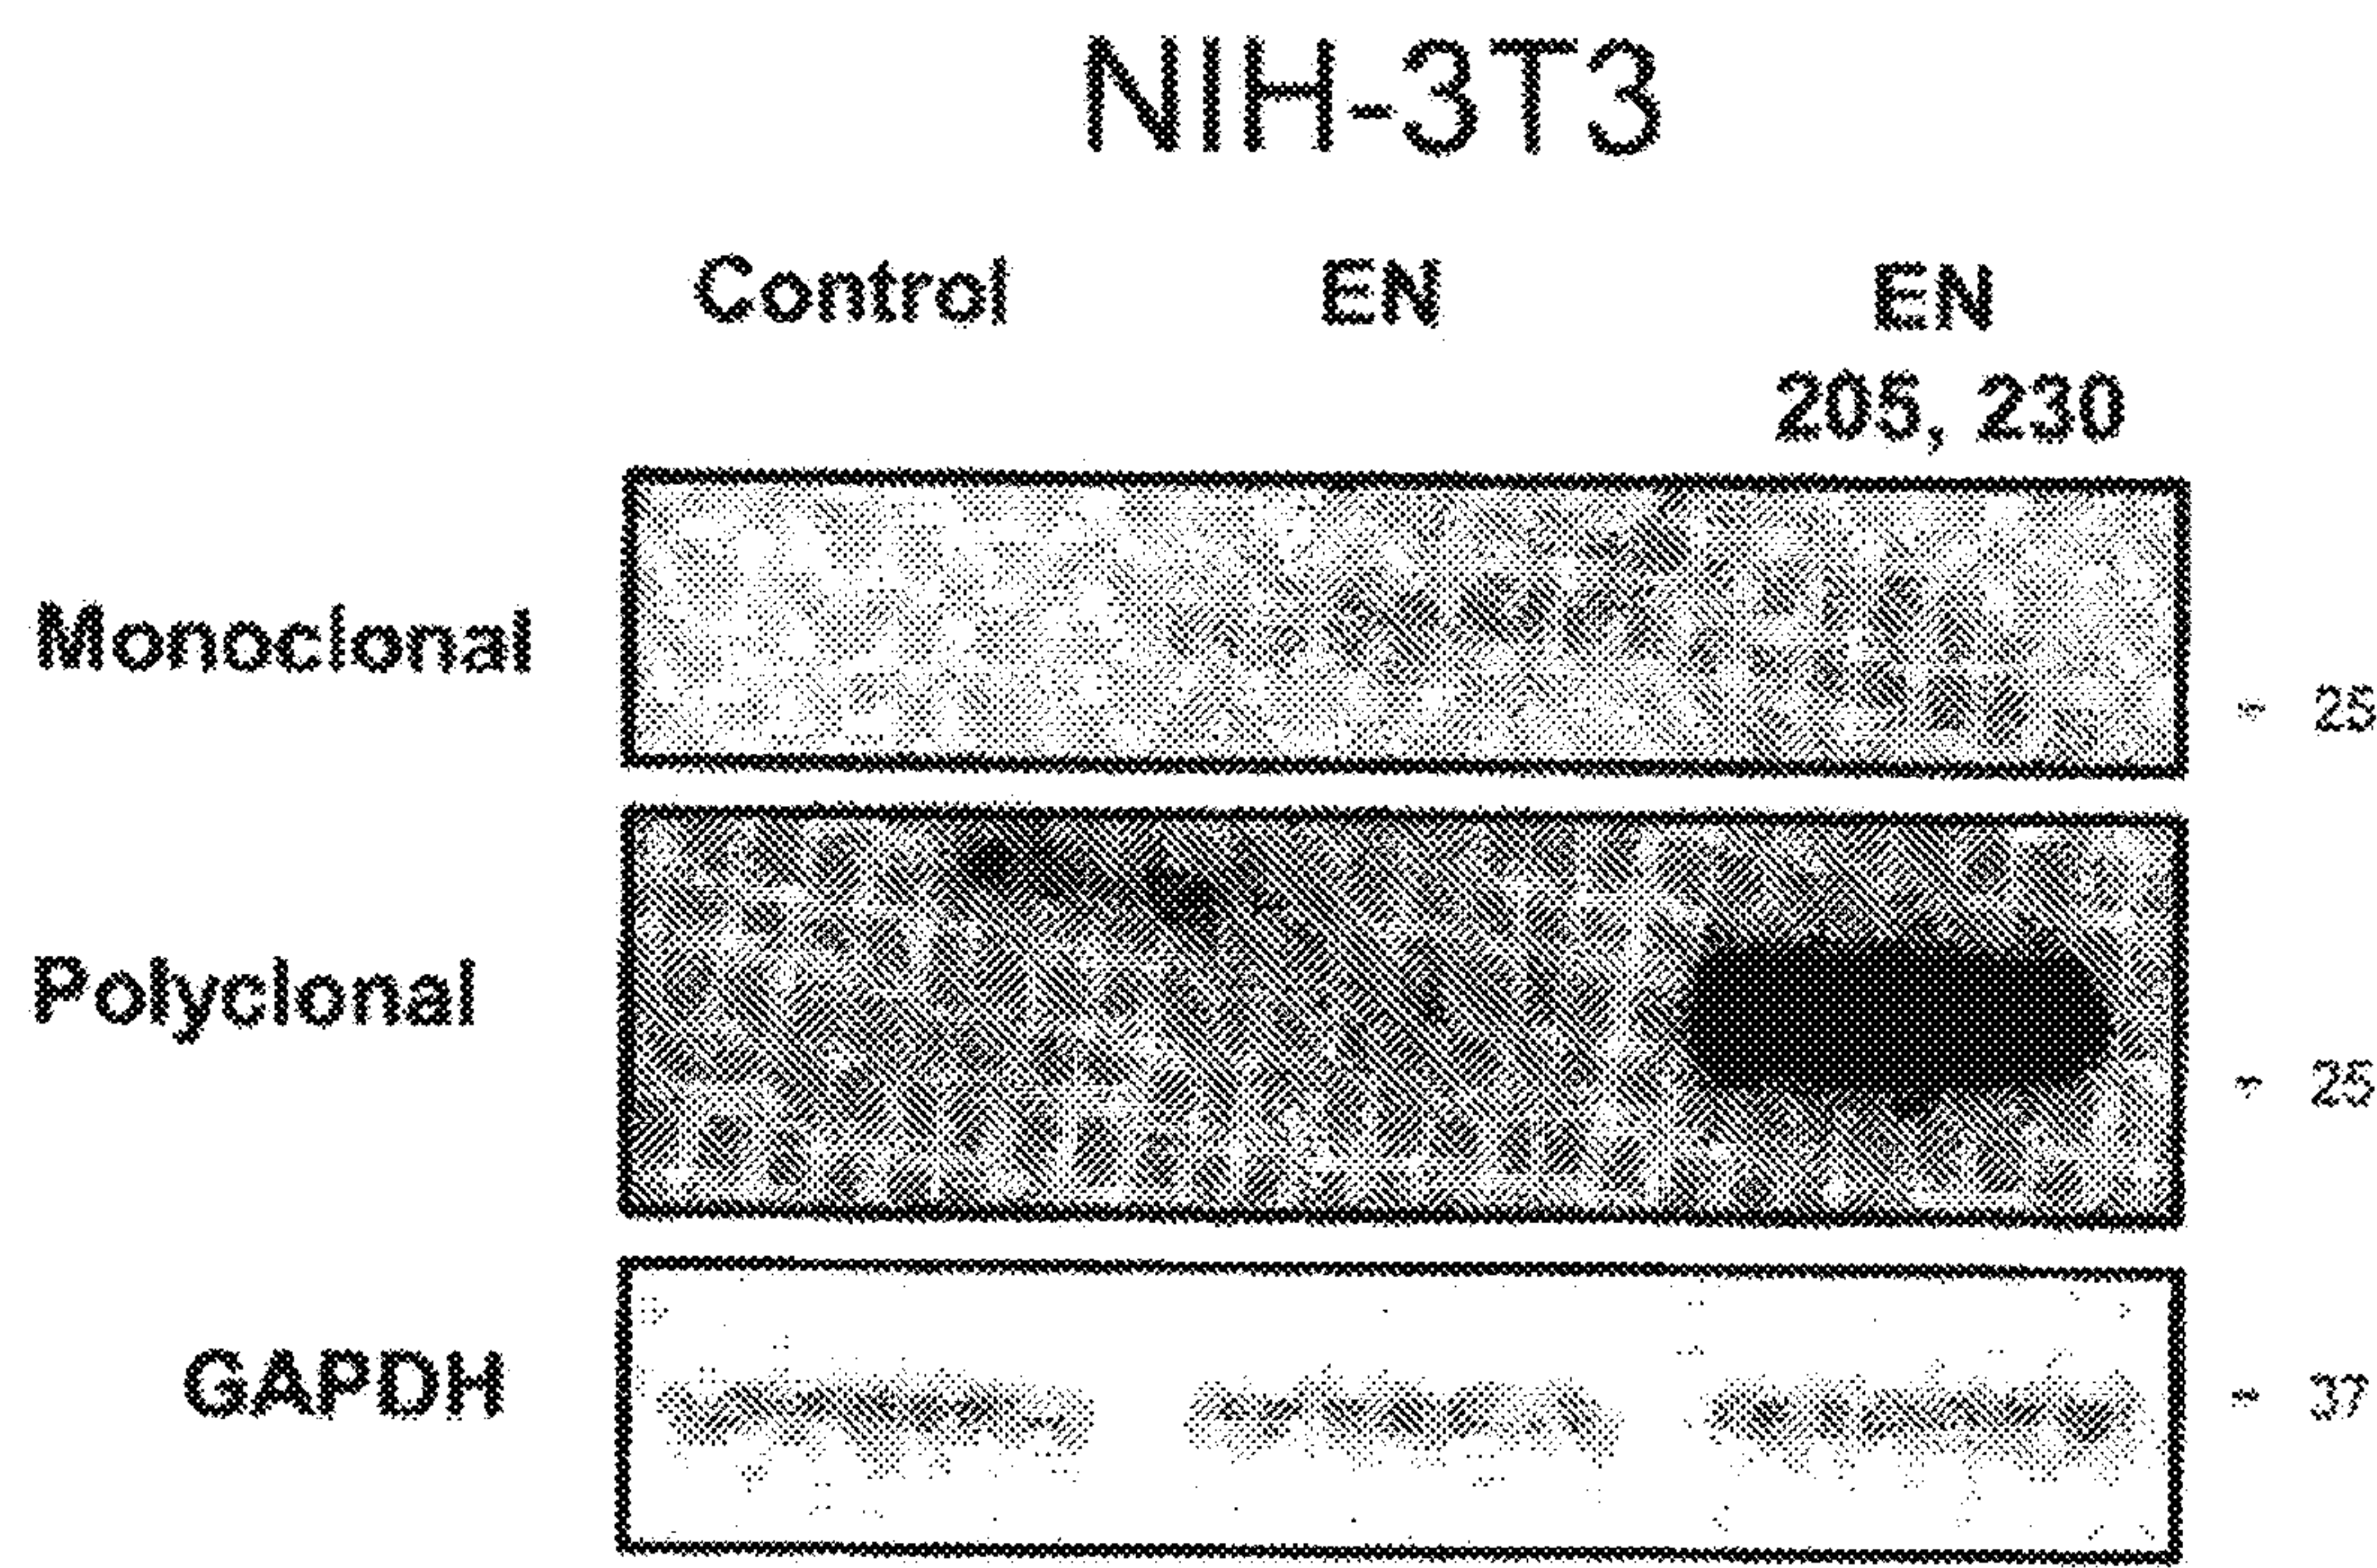 NIH-3T3
Control EN EN
205, 230
Monoclonal - 25
Polyclonal - 25
GAPDH - 37